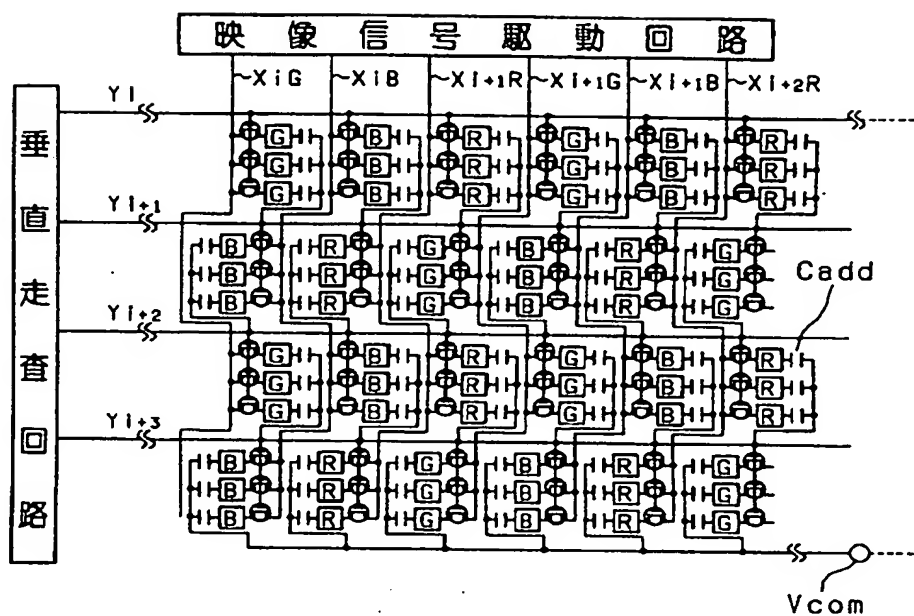 映像信号駆動回路
XiG XiB Xi+1R Xi+1G Xi+1B Xi+2R
垂直走査回路
Yi
G B R G B R
G B R G B R
G B R G B R
Yi+1
B R G B R G
B R G B R G
B R G B R G
Cadd
Yi+2
G B R G B R
G B R G B R
G B R G B R
Yi+3
B R G B R G
B R G B R G
B R G B R G
Vcom